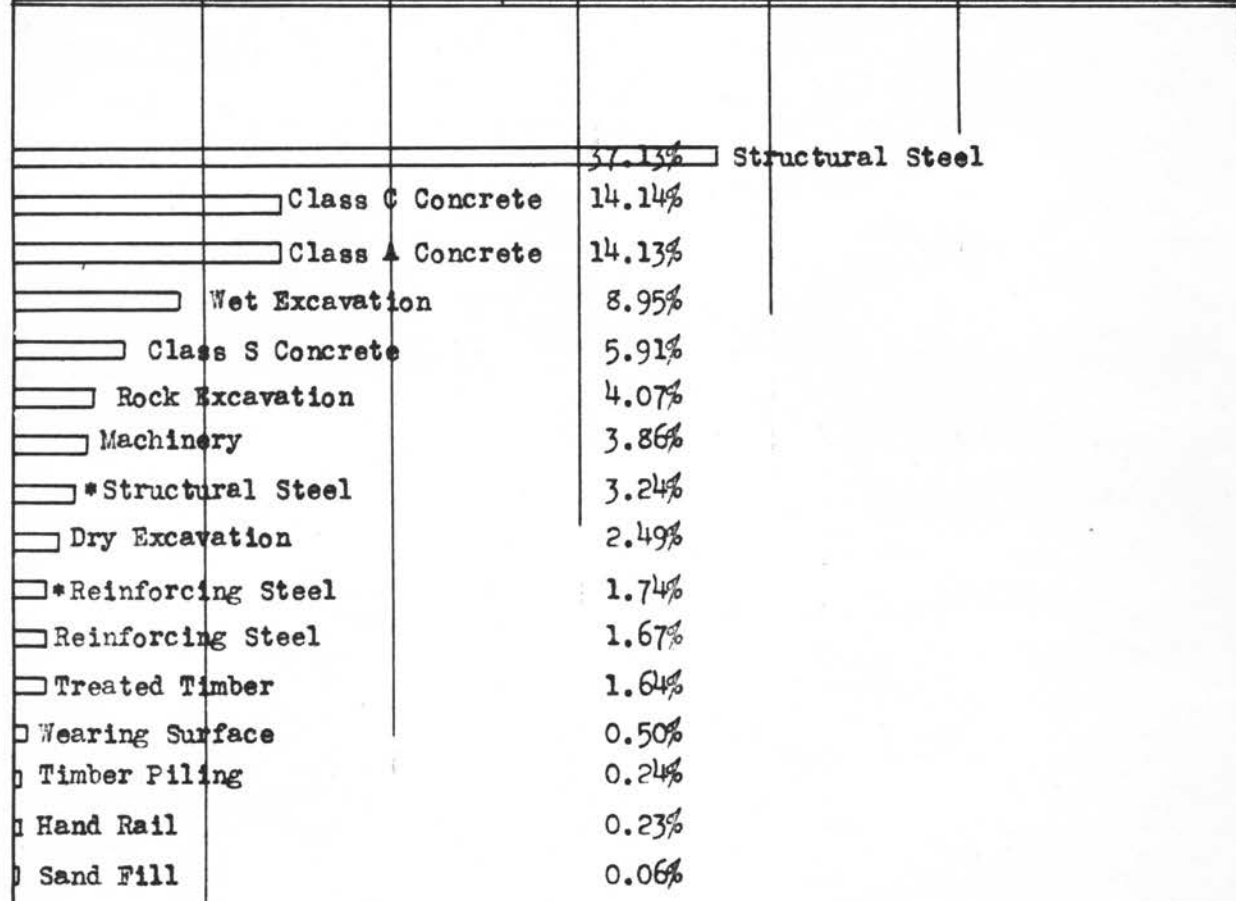 37.13% Structural Steel
Class C Concrete 14.14%
Class A Concrete 14.13%
Wet Excavation 8.95%
Class S Concrete 5.91%
Rock Excavation 4.07%
Machinery 3.86%
*Structural Steel 3.24%
Dry Excavation 2.49%
*Reinforcing Steel 1.74%
Reinforcing Steel 1.67%
Treated Timber 1.64%
Wearing Surface 0.50%
Timber Piling 0.24%
Hand Rail 0.23%
Sand Fill 0.06%